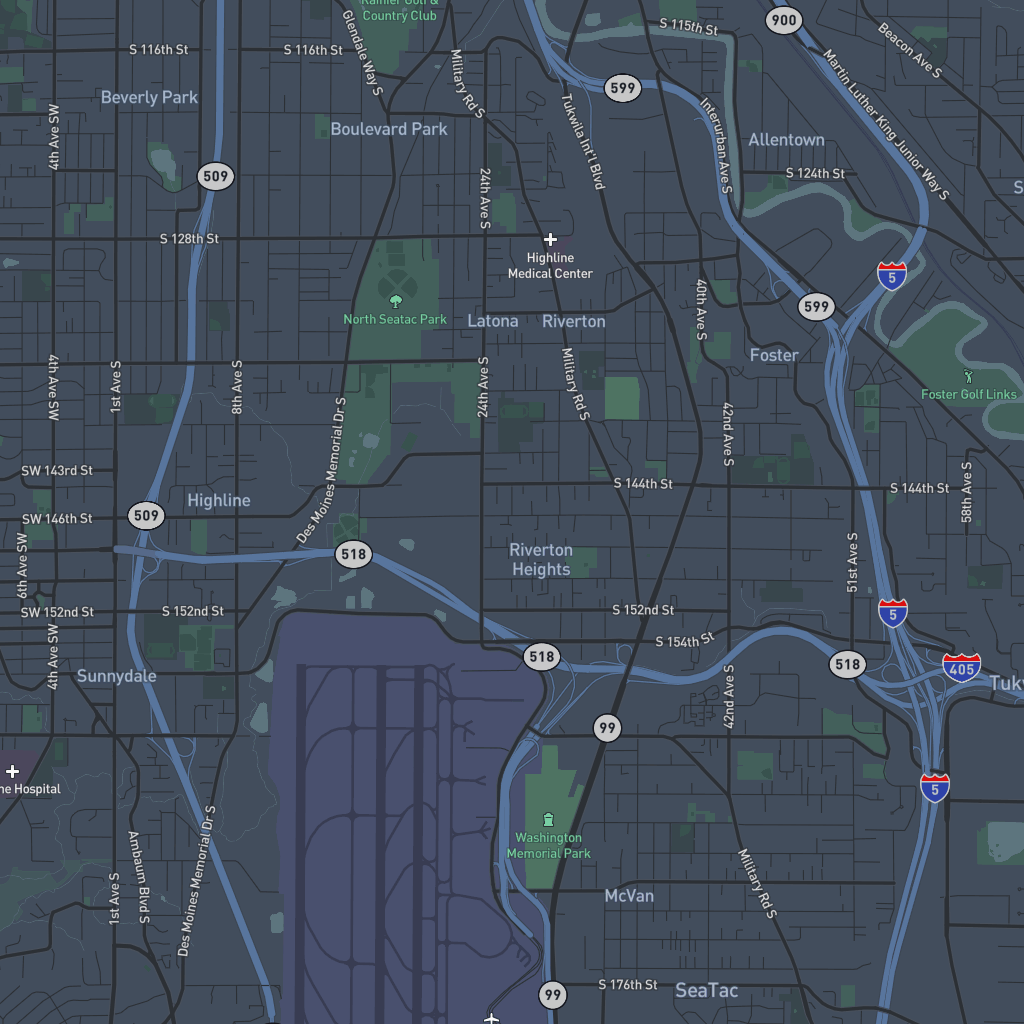 Rainier Golf &
Country Club
S 116th St
S 116th St
Glendale Way S
Military Rd S
S 115th St
900
Beacon Ave S
Martin Luther King Junior Way S
599
Beverly Park
Boulevard Park
Tukwila Int'l Blvd
Interurban Ave S
Allentown
4th Ave SW
509
24th Ave S
S 124th St
S 128th St
Highline
Medical Center
5
North Seatac Park
Latona
Riverton
40th Ave S
599
Foster
Foster Golf Links
4th Ave SW
1st Ave S
8th Ave S
24th Ave S
Military Rd S
42nd Ave S
Des Moines Memorial Dr S
SW 143rd St
S 144th St
S 144th St
58th Ave S
Highline
SW 146th St
509
518
Riverton
Heights
6th Ave SW
51st Ave S
SW 152nd St
S 152nd St
S 152nd St
5
S 154th St
4th Ave SW
Sunnydale
518
518
405
42nd Ave S
99
ne Hospital
5
Washington
Memorial Park
Des Moines Memorial Dr S
Ambaum Blvd S
1st Ave S
McVan
Military Rd S
S 176th St
SeaTac
99